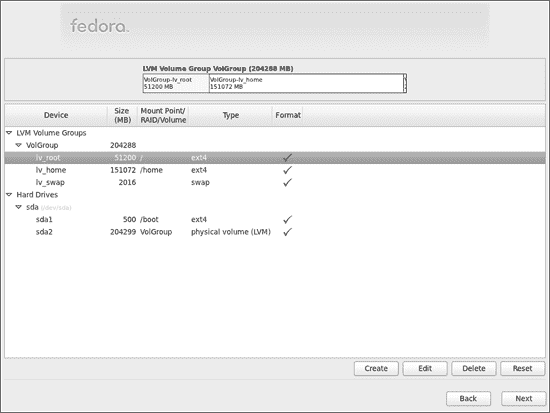 fedora.
LVM Volume Group VolGroup (204288 MB)
VolGroup-lv_root VolGroup-lv_home
51200 MB 151072 MB
Device Size (MB) Mount Point/ RAID/Volume Type Format
LVM Volume Groups
VolGroup 204288
lv_root 51200 / ext4
lv_home 151072 /home ext4
lv_swap 2016 swap
Hard Drives
sda (/dev/sda)
sda1 500 /boot ext4
sda2 204299 VolGroup physical volume (LVM)
Create Edit Delete Reset
Back Next